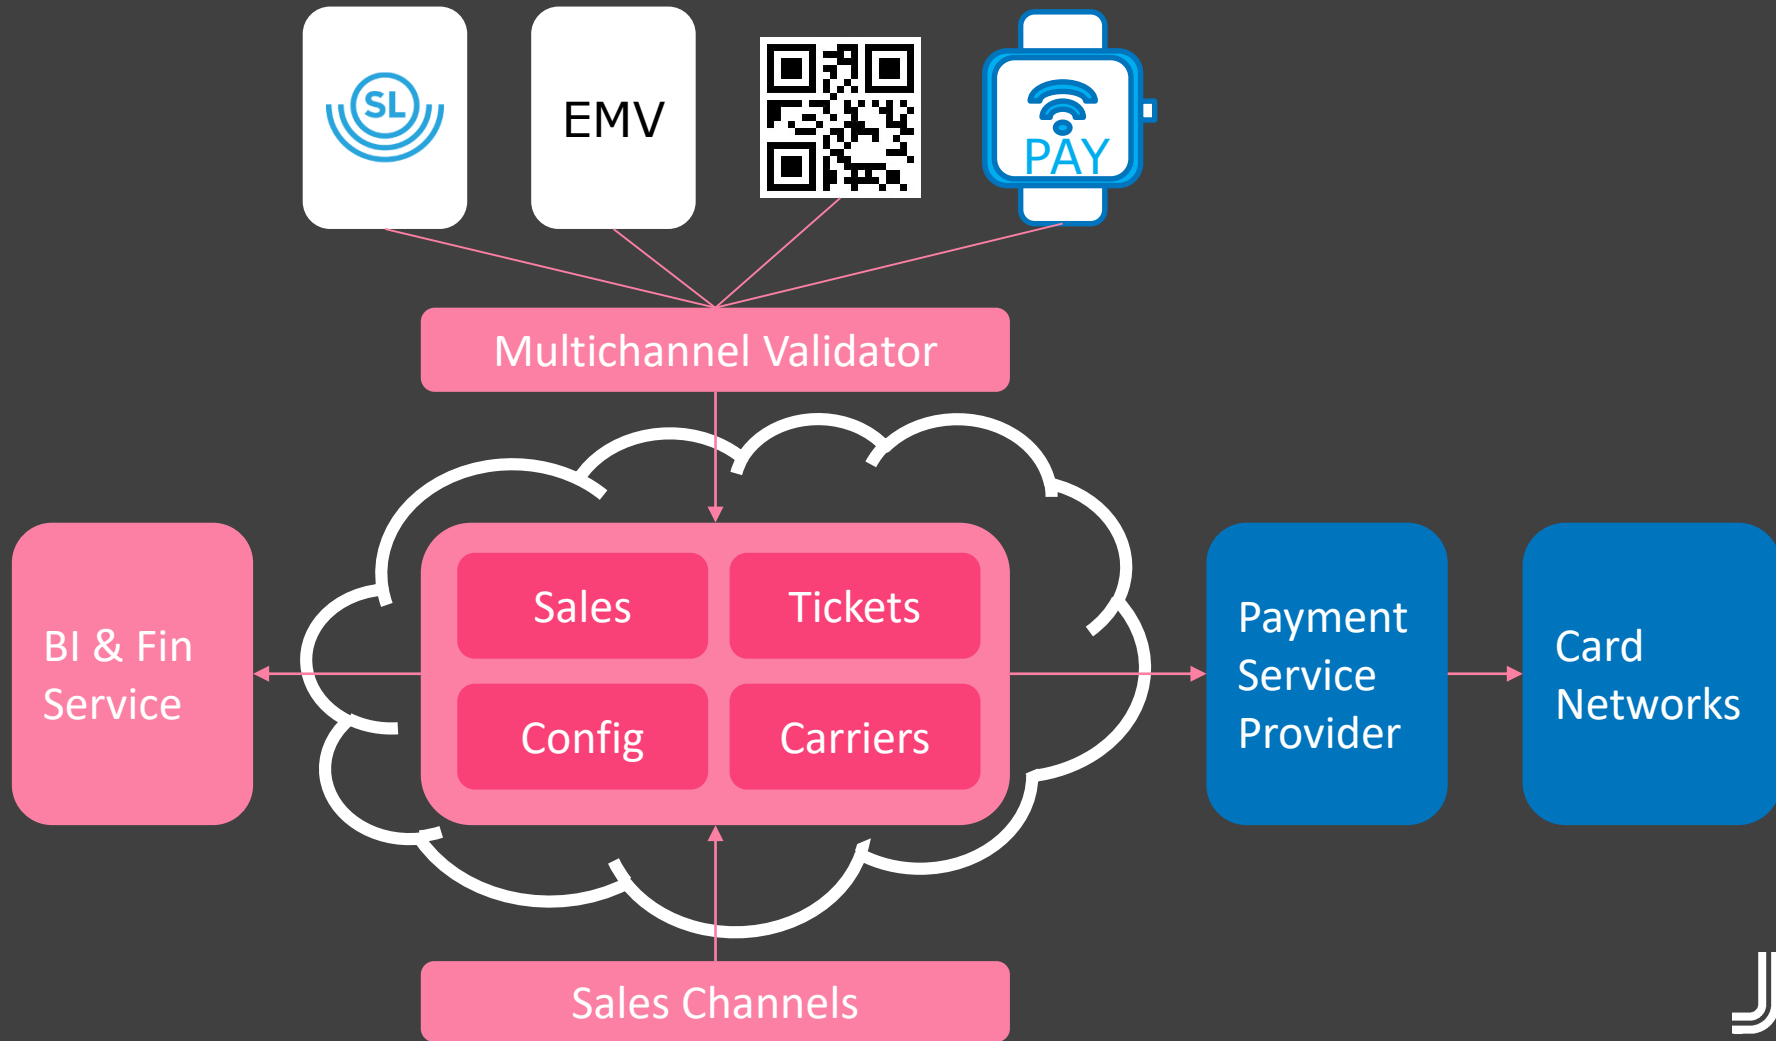 SL
EMV
PAY
Multichannel Validator
Sales
Tickets
Config
Carriers
BI & Fin
Service
Payment
Service
Provider
Card
Networks
Sales Channels